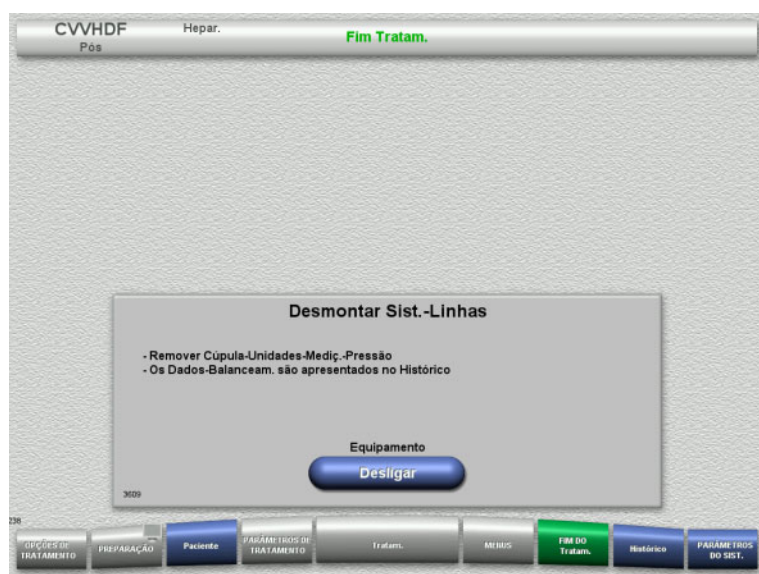 CVVHDF
Pós
Hepar.
Fim Tratam.
Desmontar Sist.-Linhas
- Remover Cúpula-Unidades-Mediç.-Pressão
- Os Dados-Balanceam. são apresentados no Histórico
Equipamento
Desligar
3609
238
OPÇÕES DE
TRATAMENTO
PREPARAÇÃO
Paciente
PARÂMETROS DE
TRATAMENTO
Tratam.
MENUS
FIM DO
Tratam.
Histórico
PARÂMETROS
DO SIST.